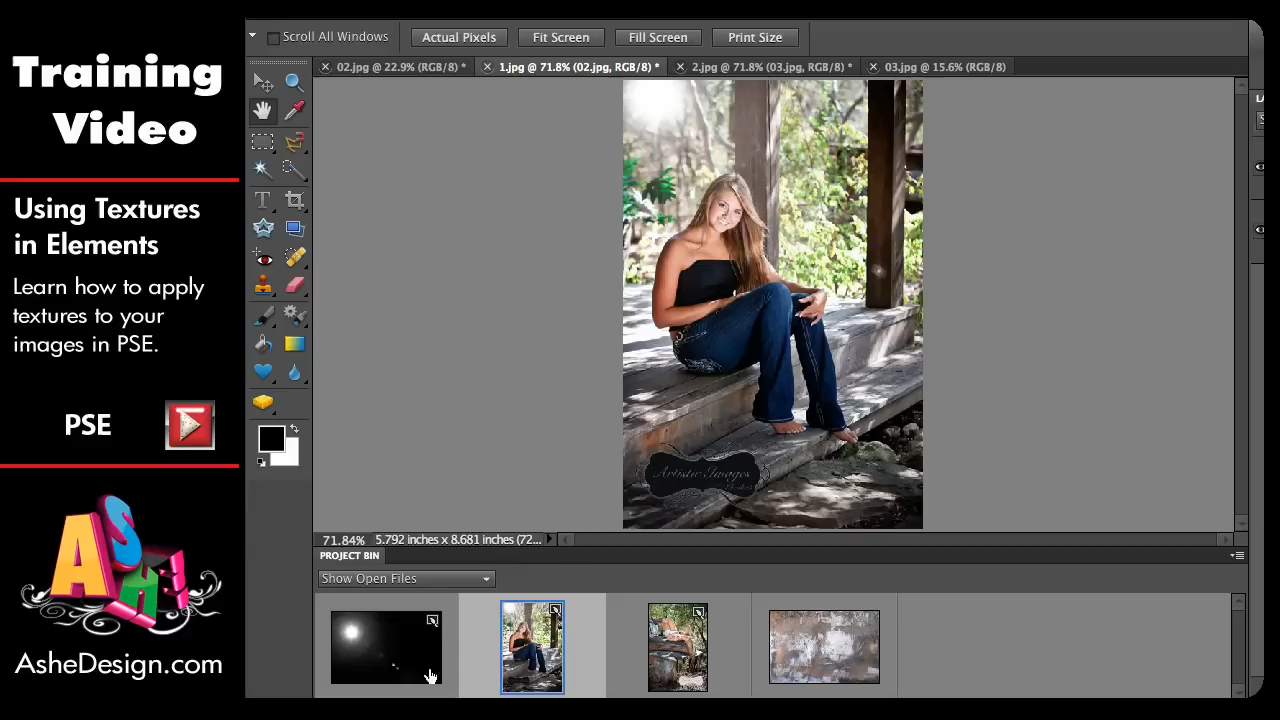 Training
Video
Using Textures
in Elements
Learn how to apply
textures to your
images in PSE.
PSE
ASHE
AsheDesign.com
Scroll All Windows
Actual Pixels
Fit Screen
Fill Screen
Print Size
02.jpg @ 22.9% (RGB/8) *
1.jpg @ 71.8% (02.jpg, RGB/8) *
2.jpg @ 71.8% (03.jpg, RGB/8) *
03.jpg @ 15.6% (RGB/8)
T
Artistic Images
71.84%
5.792 inches x 8.681 inches (72...
PROJECT BIN
Show Open Files